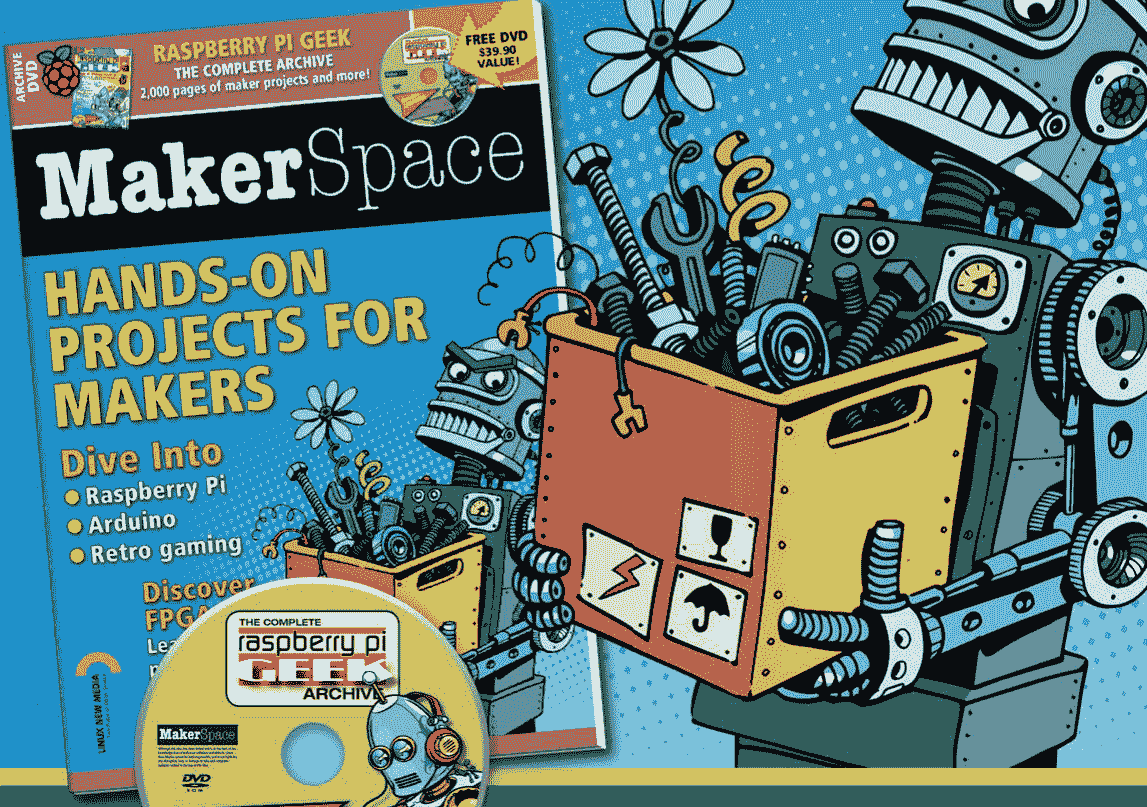 ARCHIVE
DVD
RASPBERRY PI GEEK
THE COMPLETE ARCHIVE
2,000 pages of maker projects and more!
FREE DVD
$39.90
VALUE!
MakerSpace
HANDS-ON
PROJECTS FOR
MAKERS
Dive Into
Raspberry Pi
Arduino
Retro gaming
Discover
FPGA
LINUX NEW MEDIA
THE COMPLETE
raspberry pi
GEEK
ARCHIVE
MakerSpace
DVD
ROM